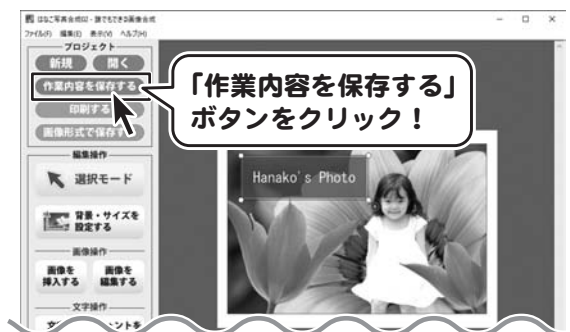 はなこ写真合成ソフト - 誰でもできる画像合成
ファイル(F) 編集(E) 表示(V) ヘルプ(H)
プロジェクト
新規 開く
作業内容を保存する
印刷する
画像形式で保存する
「作業内容を保存する」
ボタンをクリック！
編集操作
選択モード
背景・サイズを
設定する
画像操作
画像を
挿入する
画像を
編集する
文字操作
Hanako's Photo